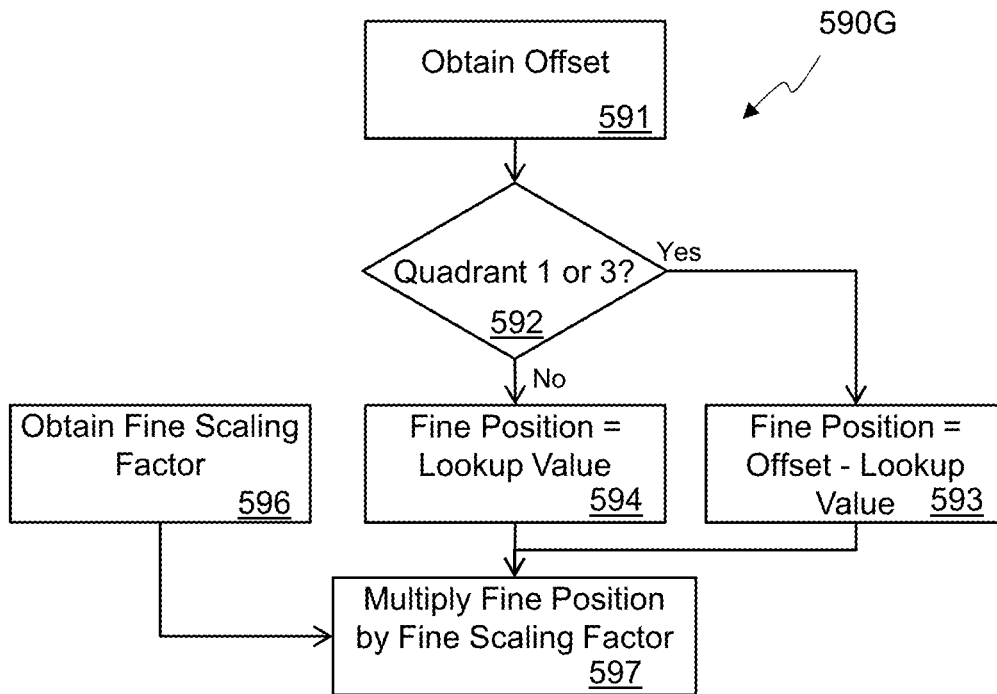 590G
Obtain Offset
591
Quadrant 1 or 3?
592
Yes
No
Obtain Fine Scaling
Factor
596
Fine Position =
Lookup Value
594
Fine Position =
Offset - Lookup
Value 593
Multiply Fine Position
by Fine Scaling Factor
597